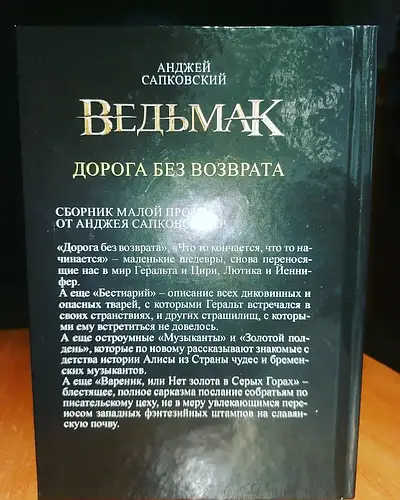 АНДЖЕЙ
САПКОВСКИЙ
ВЕДЬМАК
ДОРОГА БЕЗ ВОЗВРАТА
СБОРНИК МАЛОЙ ПРОЗЫ
ОТ АНДЖЕЯ САПКОВСКОГО!
«Дорога без возврата», «Что-то кончается, что-то на-
чинается» – маленькие шедевры, снова перенося-
щие нас в мир Геральта и Цири, Лютика и Йенни-
фер.
А еще «Бестиарий» – описание всех диковинных и
опасных тварей, с которыми Геральт встречался в
своих странствиях, и других страшилищ, с которы-
ми ему встретиться не довелось.
А еще остроумные «Музыканты» и «Золотой пол-
день», которые по новому рассказывают знакомые с
детства истории Алисы из Страны чудес и бремен-
ских музыкантов.
А еще «Вареник, или Нет золота в Серых Горах» –
блестящее, полное сарказма послание собратьям по
писательскому цеху, не в меру увлекающимся пере-
носом западных фэнтезийных штампов на славян-
скую почву.